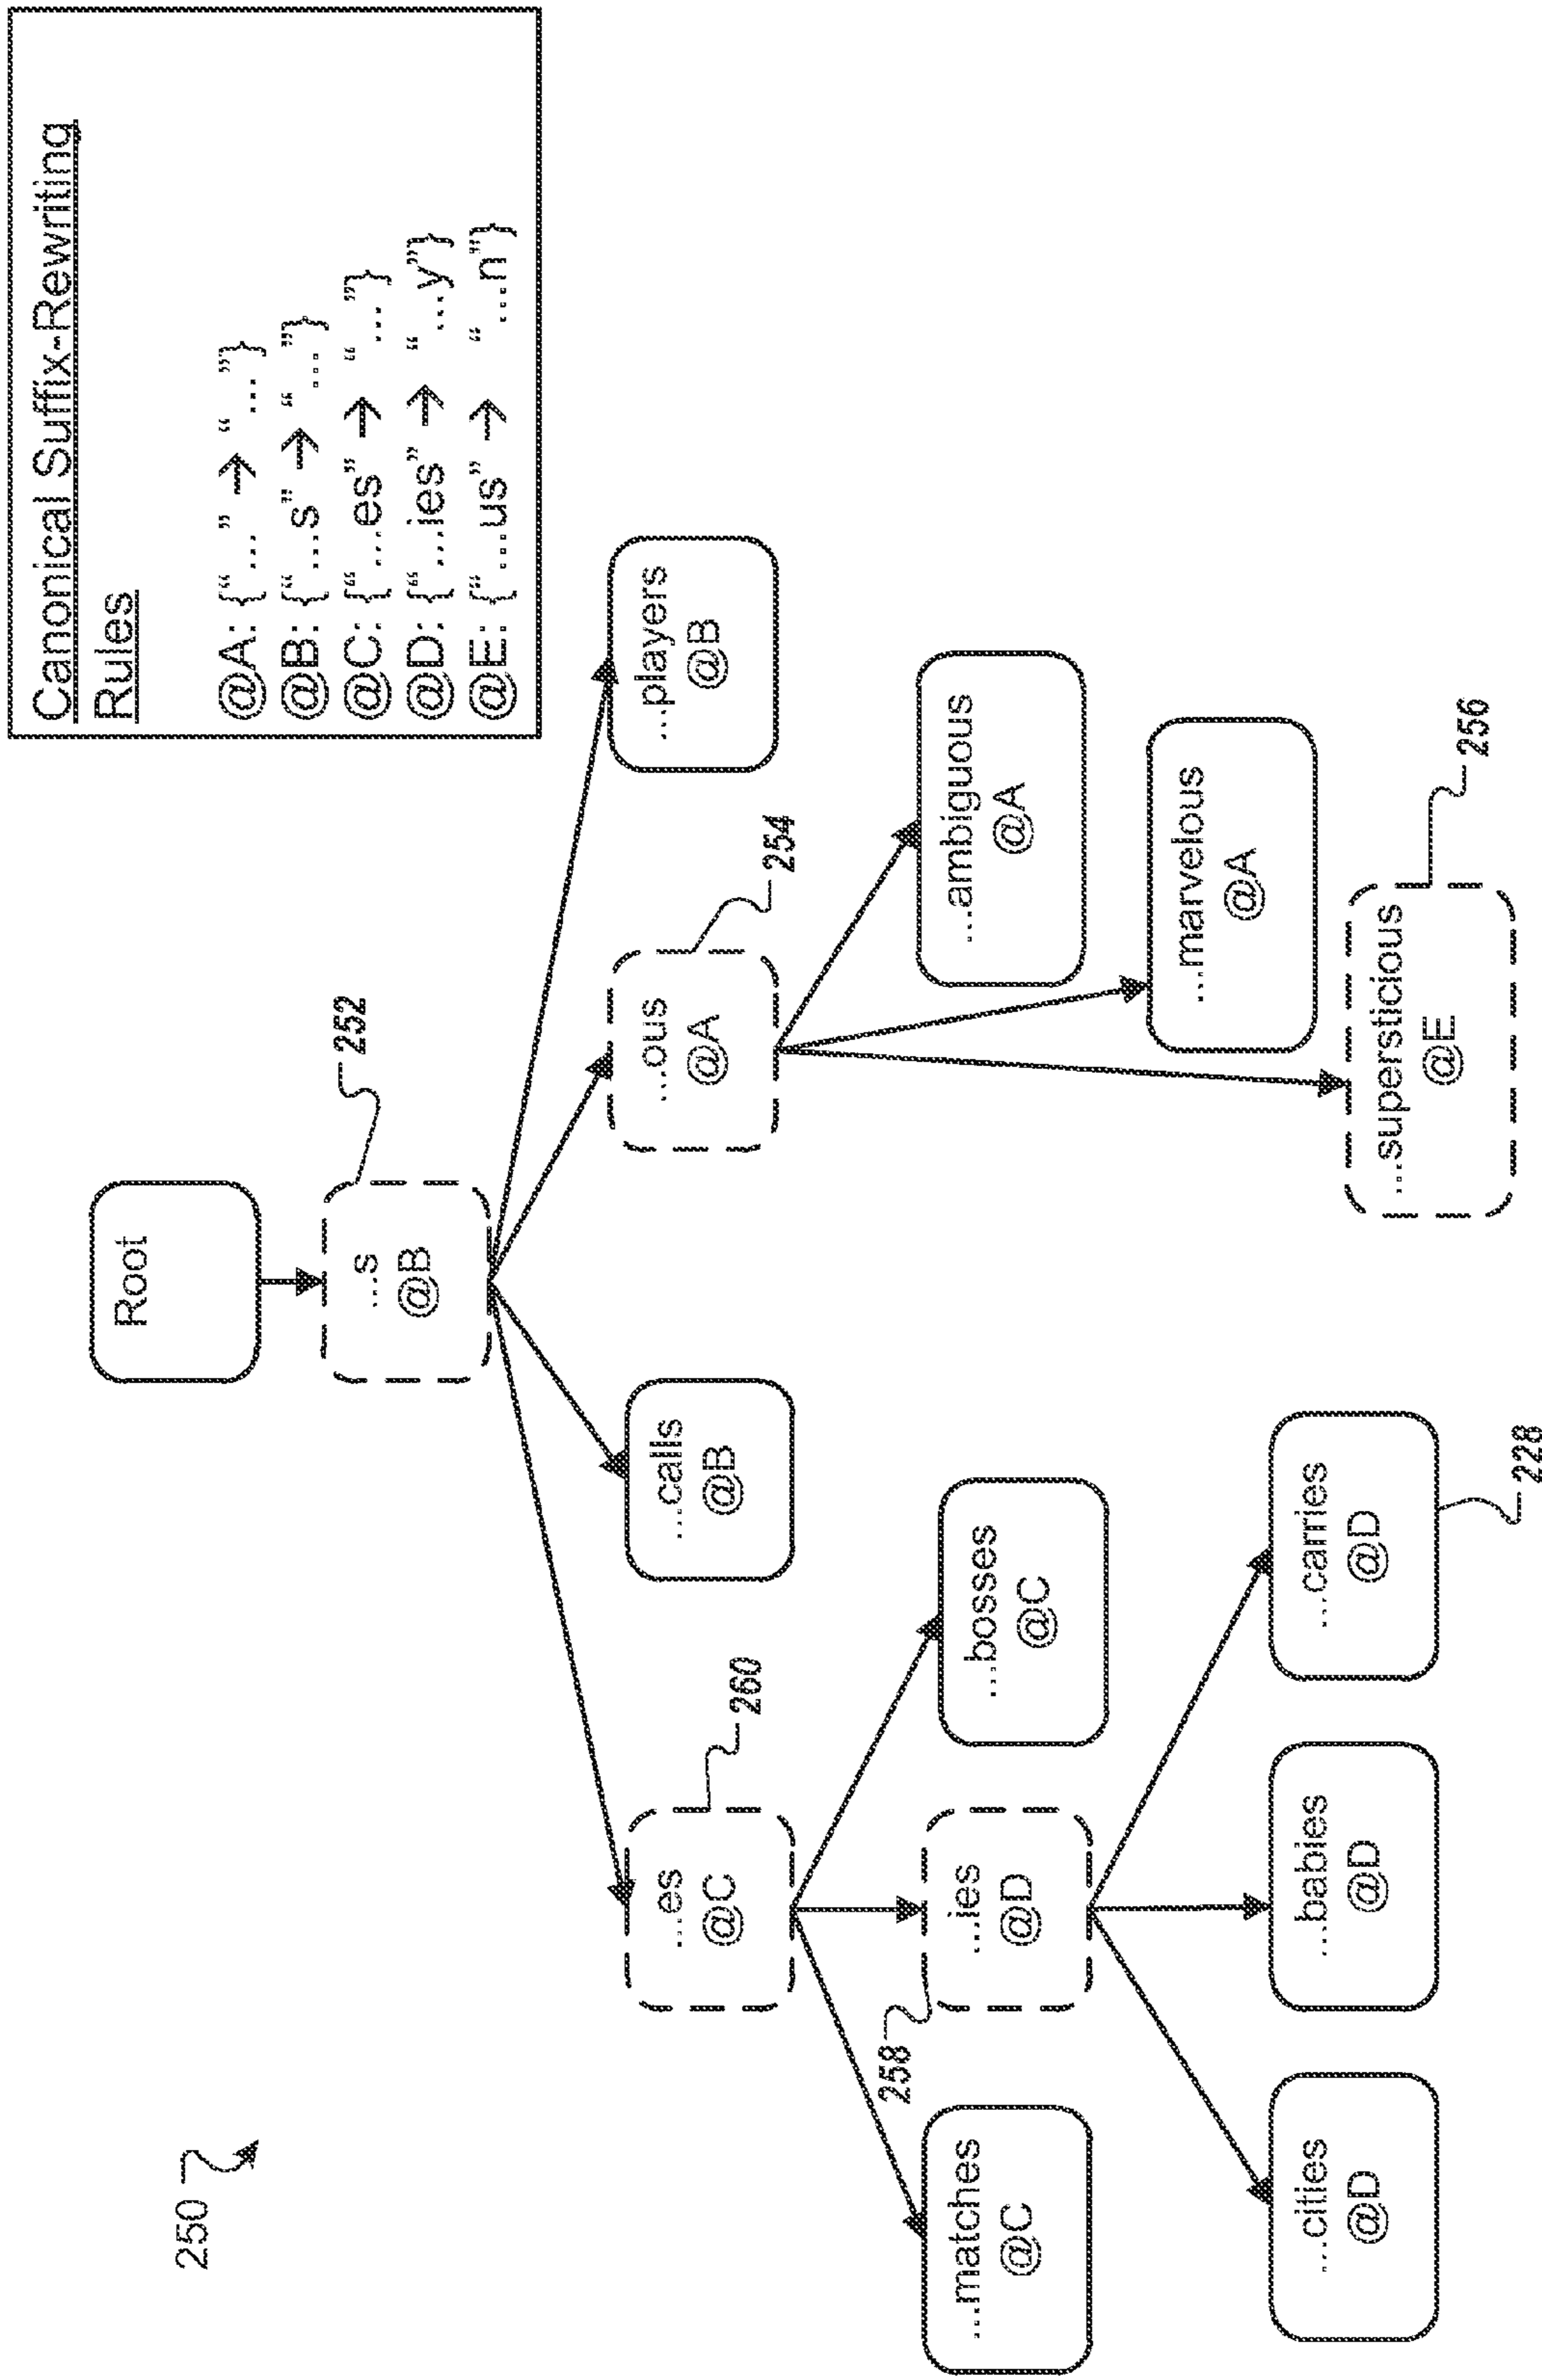 250
Canonical Suffix-Rewriting
Rules
@A: {“...” → “...”}
@B: {“...s” → “...”}
@C: {“...es” → “...”}
@D: {“...ies” → “...y”}
@E: {“...us” → “...n”}
Root
252
...s
@B
...es
@C
260
...calls
@B
...ous
@A
254
...players
@B
...matches
@C
258
...ies
@D
...bosses
@C
...ambiguous
@A
...marvelous
@A
...cities
@D
...babies
@D
...carries
@D
228
...supersticious
@E
256